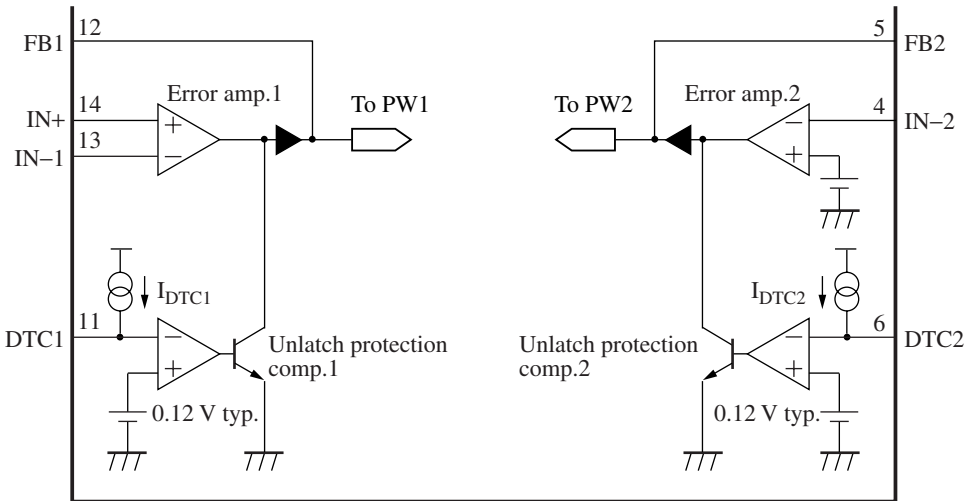 12
FB1
Error amp.1
To PW1
14
IN+
13
IN−1
I_DTC1
11
DTC1
Unlatch protection
comp.1
0.12 V typ.
5
FB2
To PW2
Error amp.2
4
IN−2
I_DTC2
6
DTC2
Unlatch protection
comp.2
0.12 V typ.